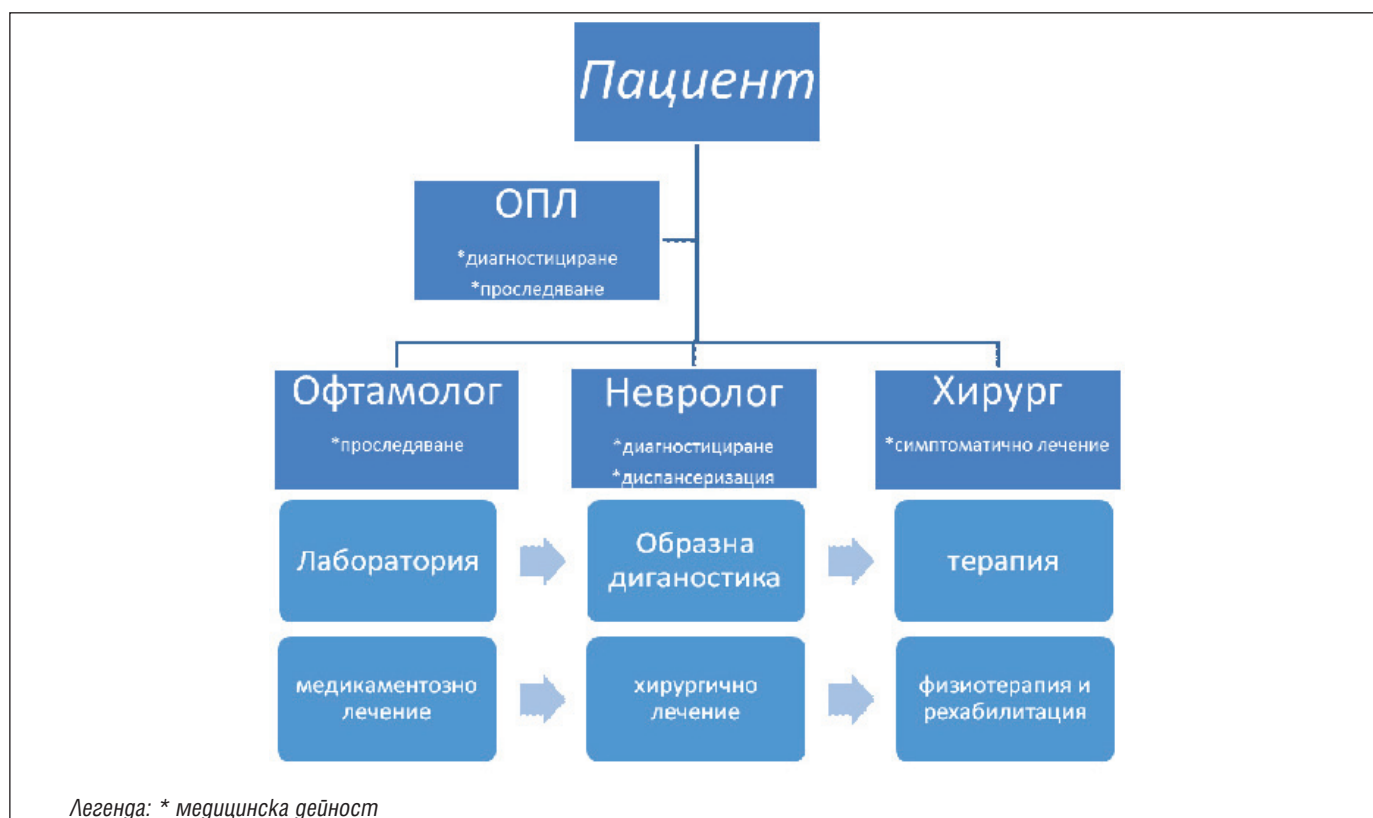 Пациент
ОПЛ
*диагностициране
*проследяване
Офтамолог
*проследяване
Невролог
*диагностициране
*диспансеризация
Хирург
*симптоматично лечение
Лаборатория
Образна
диганостика
терапия
медикаментозно
лечение
хирургично
лечение
физиотерапия и
рехабилитация
Легенда: * медицинска дейност